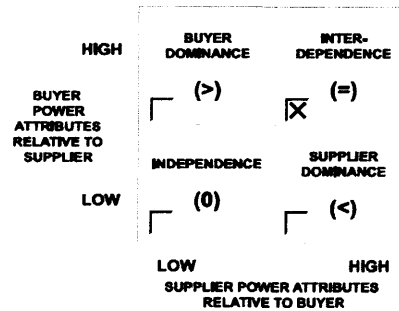 HIGH
BUYER
DOMINANCE
(>)
INTER-
DEPENDENCE
(=)
BUYER
POWER
ATTRIBUTES
RELATIVE TO
SUPPLIER
INDEPENDENCE
(0)
SUPPLIER
DOMINANCE
(<)
LOW
LOW
HIGH
SUPPLIER POWER ATTRIBUTES
RELATIVE TO BUYER